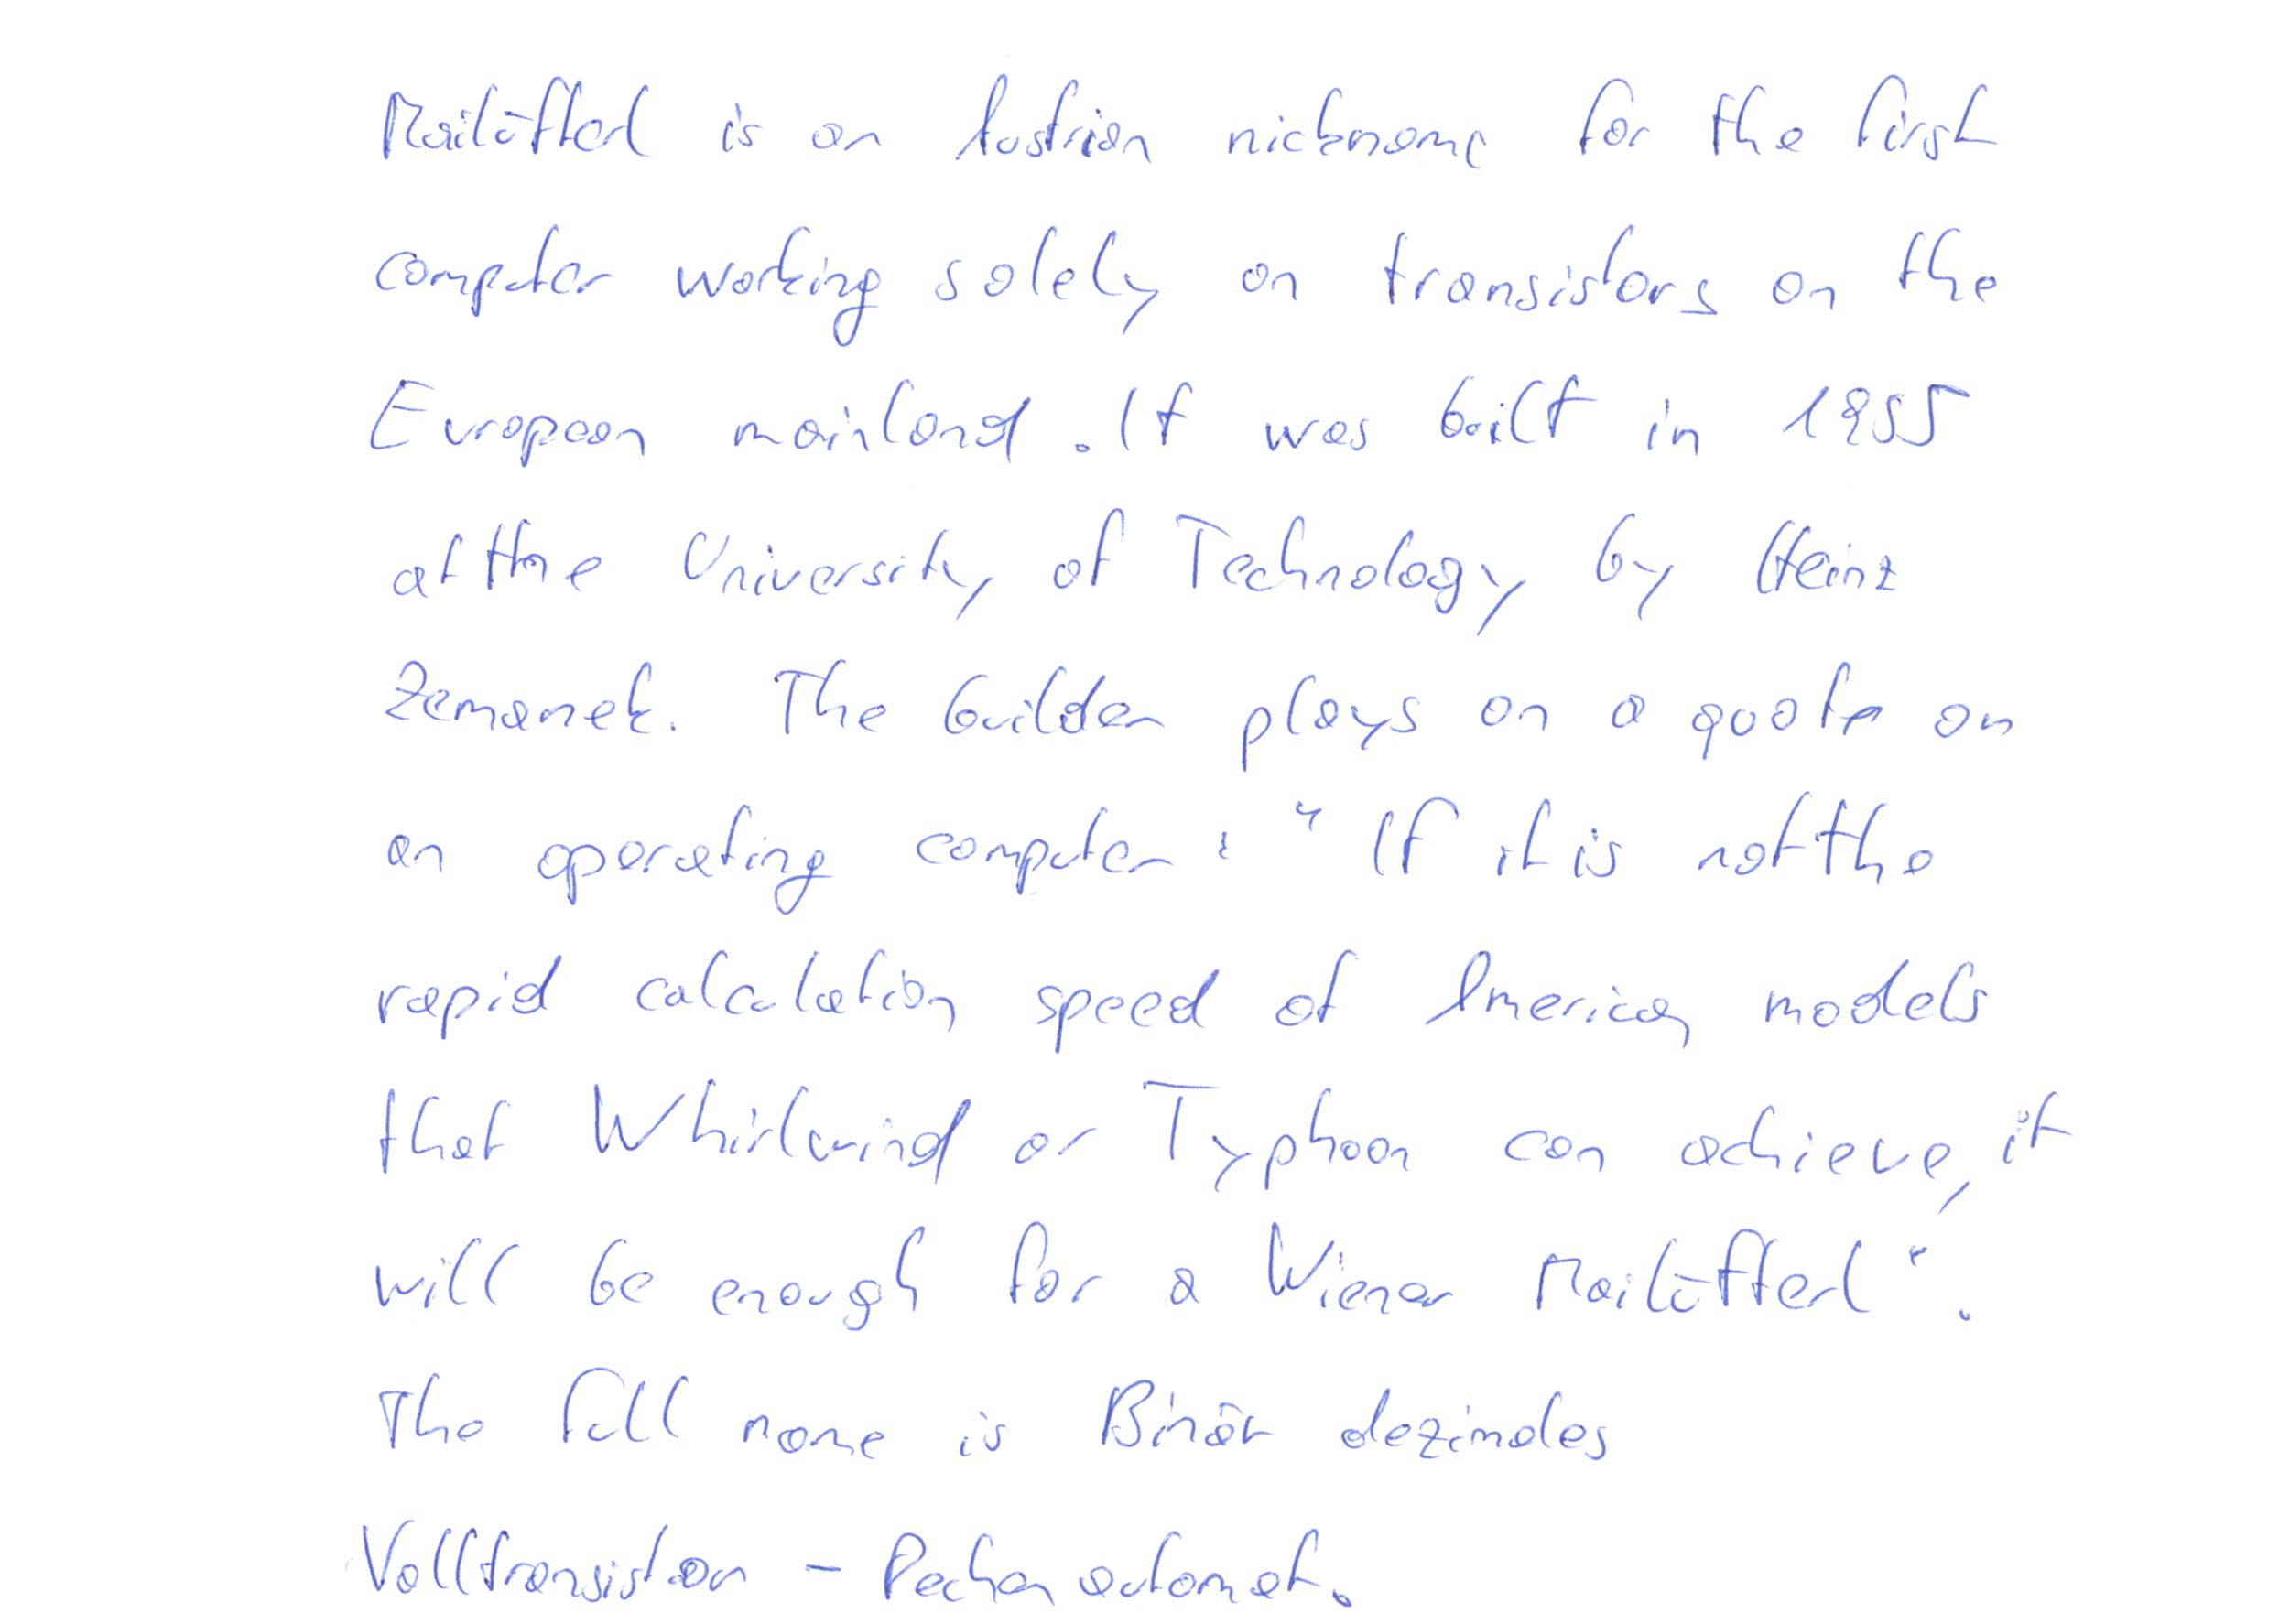 Mailüfterl is an Austrian nickname for the first
computer working solely on transistors on the
European mainland. It was built in 1955
at the University of Technology by Heinz
Zemanek. The builder plays on a quote on
an operating computer: "If it is not the
rapid calculation speed of American models
that Whirlwind or Typhoon can achieve, it
will be enough for a Wiener Mailüfterl".
The full name is Binär dezimales
Volltransistor - Rechenautomat.